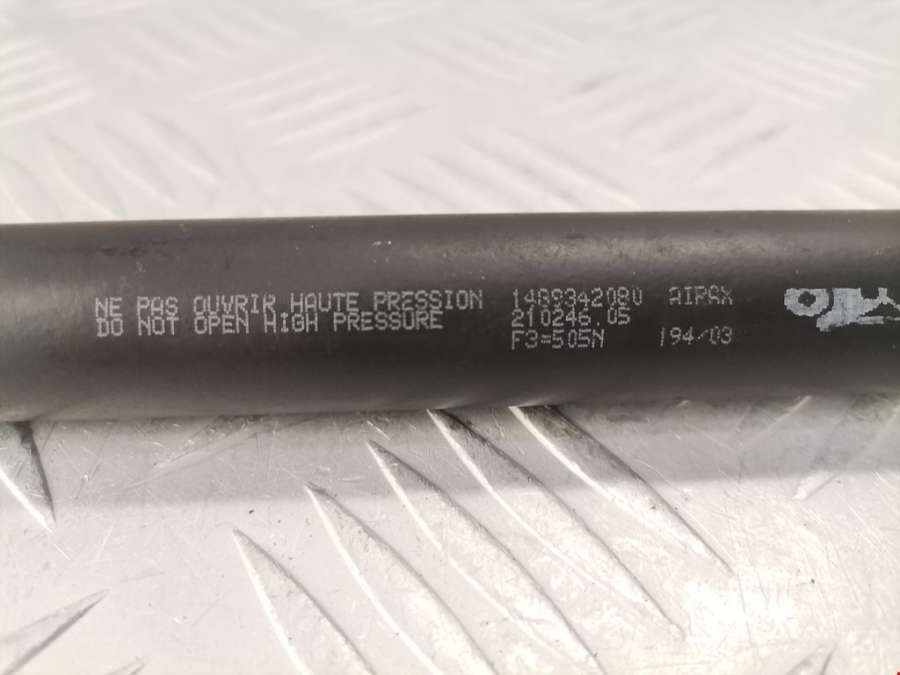 NE PAS OUVRIR HAUTE PRESSION 1489342080 AIRAX
DO NOT OPEN HIGH PRESSURE 210246 05
F3=505N 194/03